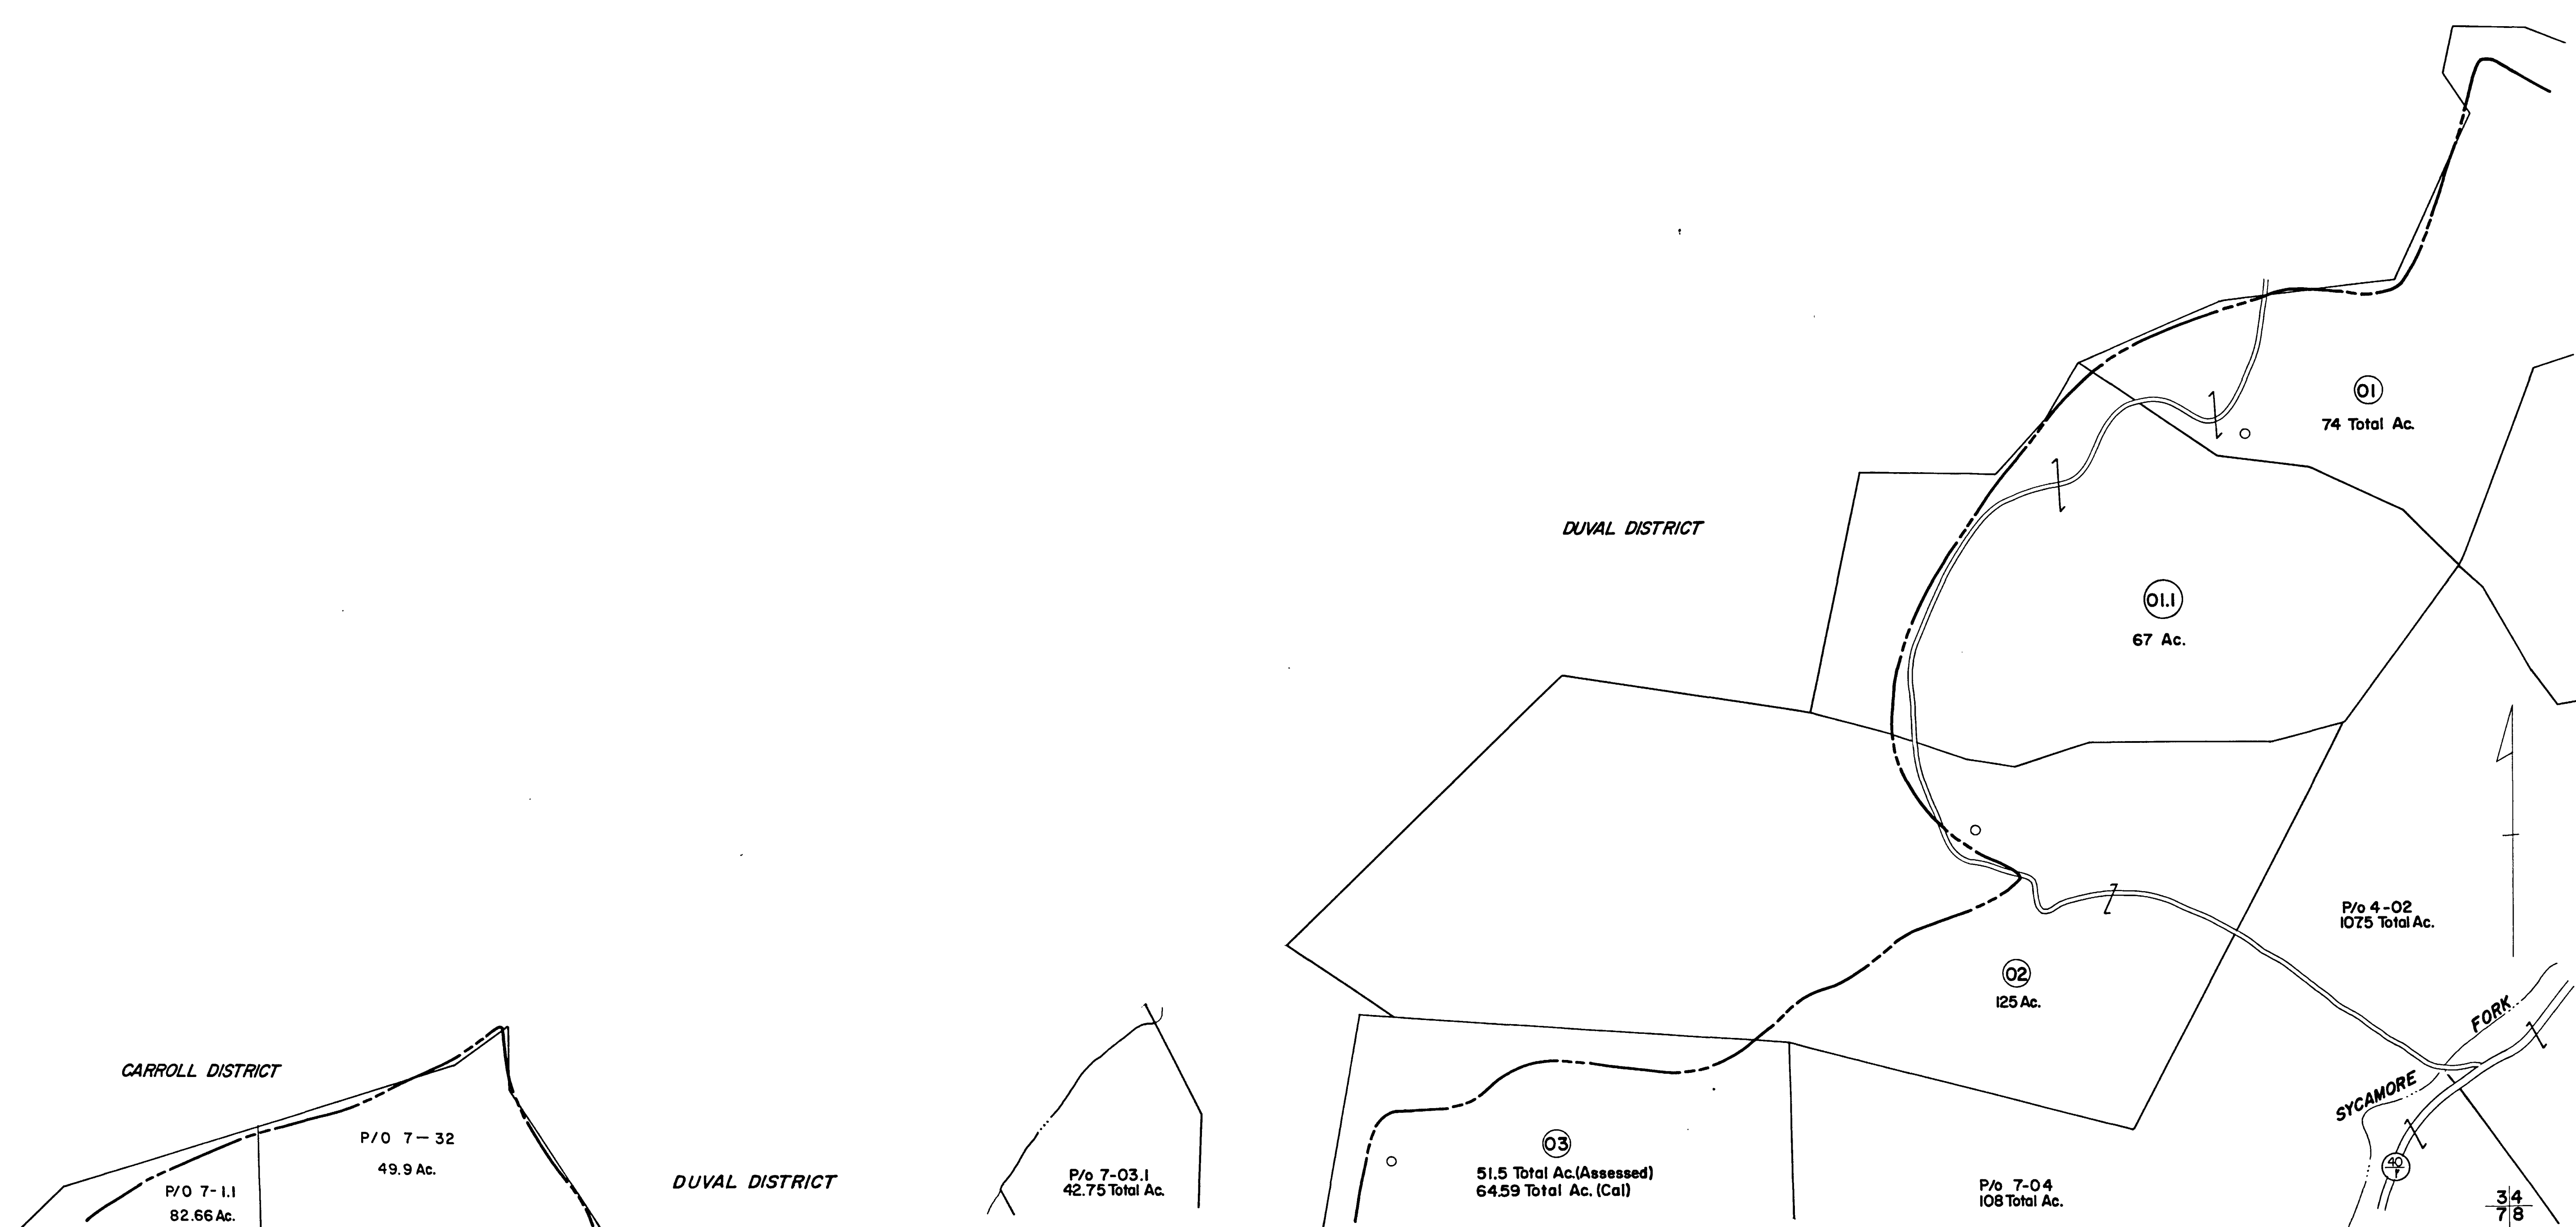 01
74 Total Ac.
DUVAL DISTRICT
01.1
67 Ac.
P/o 4-02
107.5 Total Ac.
02
125 Ac.
FORK
SYCAMORE
CARROLL DISTRICT
P/O 7-32
49.9 Ac.
P/O 7-1.1
82.66 Ac.
DUVAL DISTRICT
P/o 7-03.1
42.75 Total Ac.
03
51.5 Total Ac.(Assessed)
64.59 Total Ac. (Cal)
P/o 7-04
108 Total Ac.
40
3 4
7 8